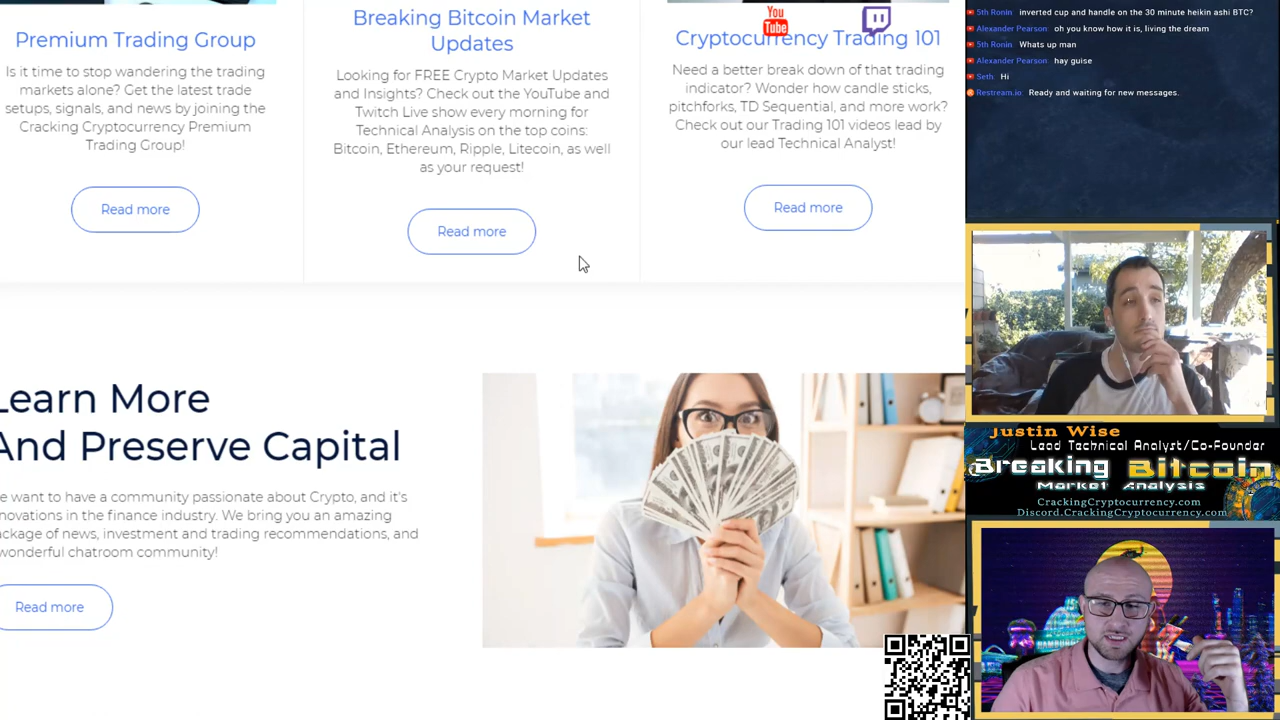 Premium Trading Group
Is it time to stop wandering the trading
markets alone? Get the latest trade
setups, signals, and news by joining the
Cracking Cryptocurrency Premium
Trading Group!
Read more
Breaking Bitcoin Market
Updates
Looking for FREE Crypto Market Updates
and Insights? Check out the YouTube and
Twitch Live show every morning for
Technical Analysis on the top coins:
Bitcoin, Ethereum, Ripple, Litecoin, as well
as your request!
Read more
You
Tube
Cryptocurrency Trading 101
Need a better break down of that trading
indicator? Wonder how candle sticks,
pitchforks, TD Sequential, and more work?
Check out our Trading 101 videos lead by
our lead Technical Analyst!
Read more
Learn More
And Preserve Capital
e want to have a community passionate about Crypto, and it's
novations in the finance industry. We bring you an amazing
ckage of news, investment and trading recommendations, and
wonderful chatroom community!
Read more
5th Ronin: inverted cup and handle on the 30 minute heikin ashi BTC?
Alexander Pearson: oh you know how it is, living the dream
5th Ronin: Whats up man
Alexander Pearson: hay guise
Seth: Hi
Restream.io Ready and waiting for new messages.
Justin Wise
Lead Technical Analyst/Co-Founder
Breaking Bitcoin
Market Analysis
CrackingCryptocurrency.com
Discord.CrackingCryptocurrency.com